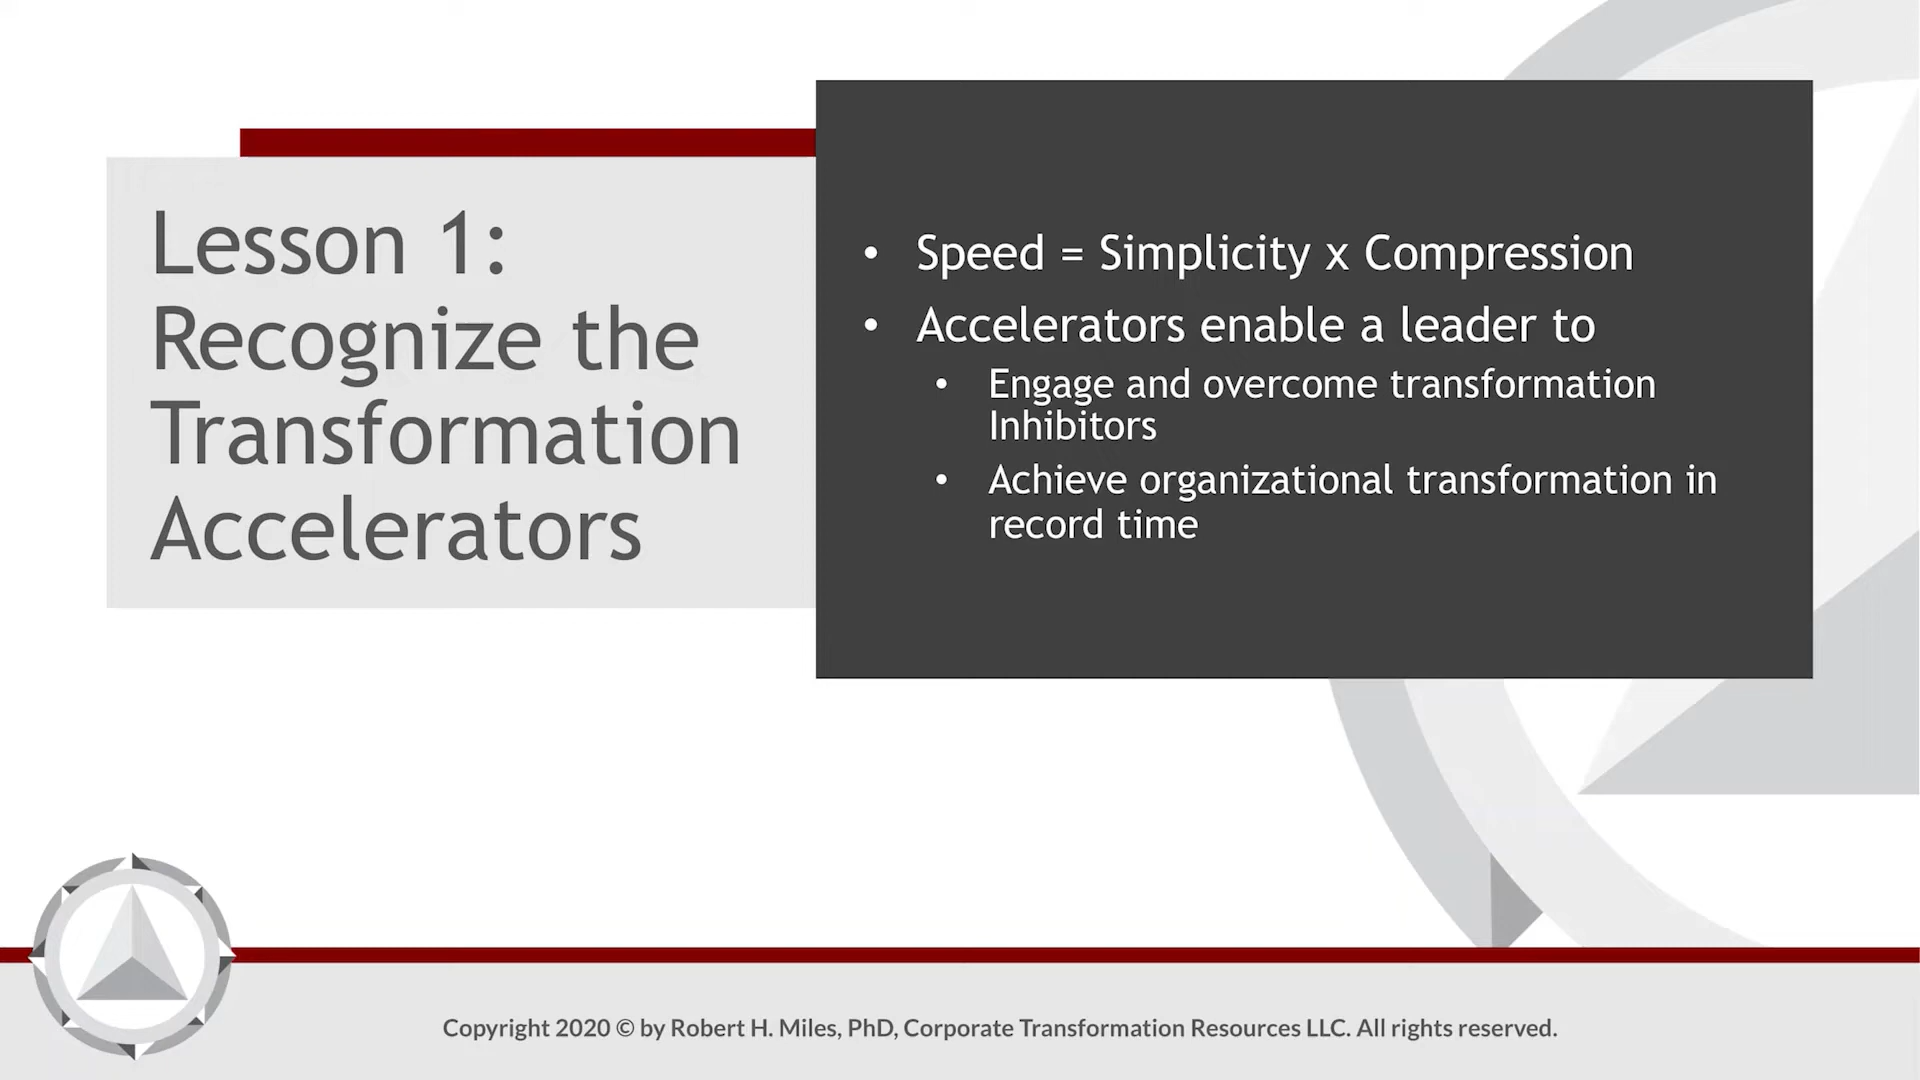 Lesson 1:
Recognize the
Transformation
Accelerators
• Speed = Simplicity x Compression
• Accelerators enable a leader to
• Engage and overcome transformation
Inhibitors
• Achieve organizational transformation in
record time
Copyright 2020 © by Robert H. Miles, PhD, Corporate Transformation Resources LLC. All rights reserved.